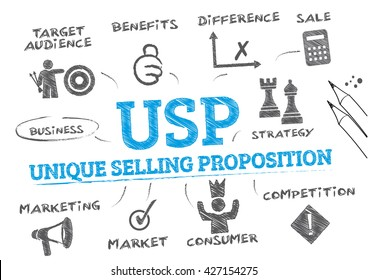 TARGET
AUDIENCE
BENEFITS
DIFFERENCE
X
SALE
BUSINESS
USP
STRATEGY
UNIQUE SELLING PROPOSITION
MARKETING
MARKET
CONSUMER
COMPETITION
!
shutterstock.com · 427154275